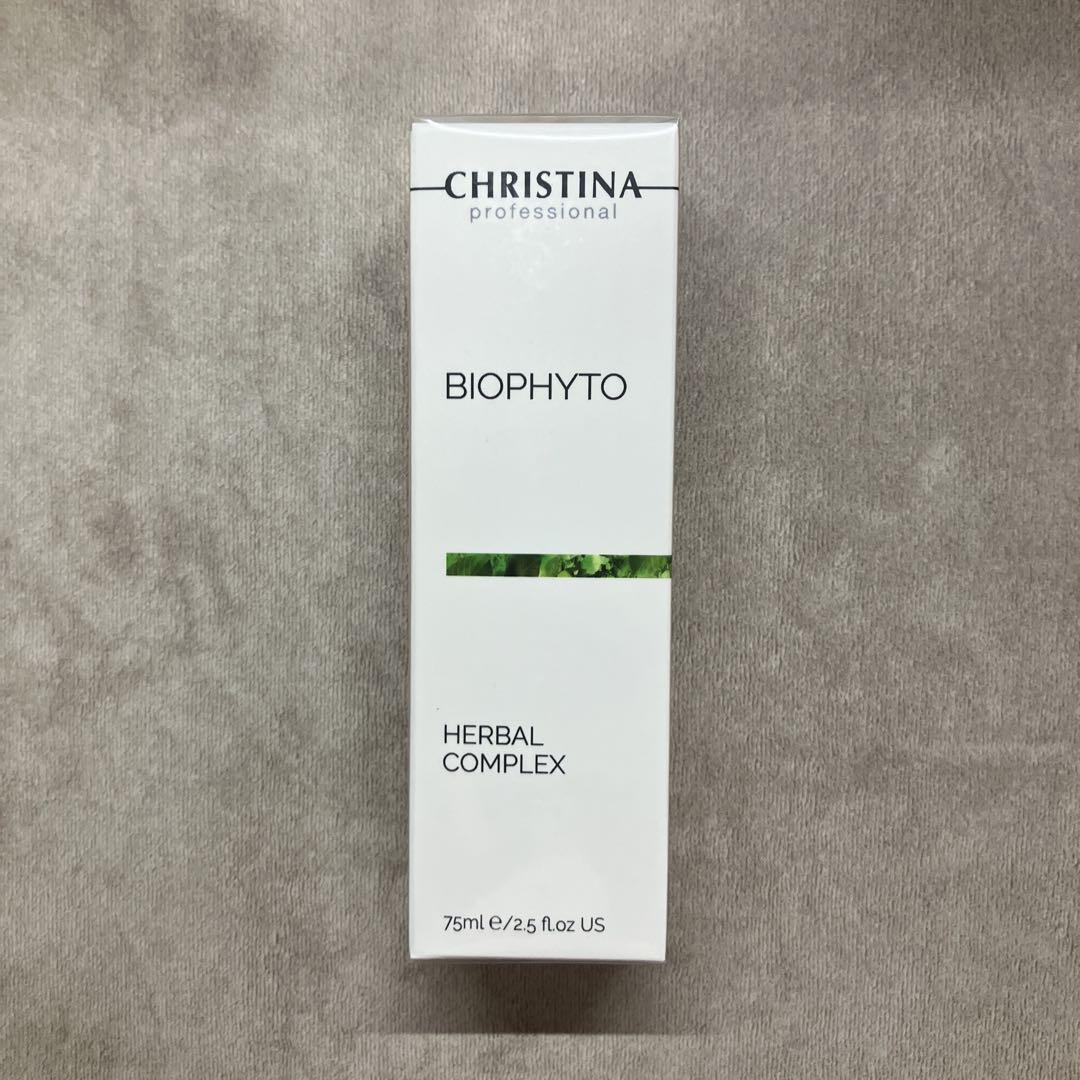 CHRISTINA
professional
BIOPHYTO
HERBAL
COMPLEX
75ml ℮/2.5 fl.oz US